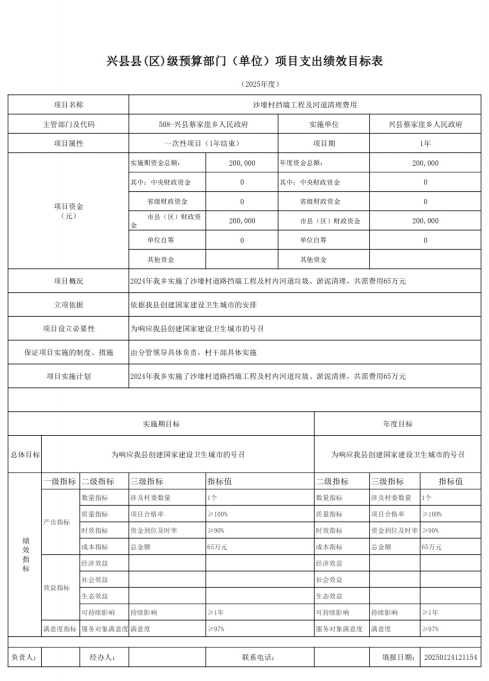 兴县县(区)级预算部门（单位）项目支出绩效目标表
（2025年度）
项目名称 沙壕村挡墙工程及河道清理费用
主管部门及代码 508-兴县蔡家崖乡人民政府 实施单位 兴县蔡家崖乡人民政府
项目属性 一次性项目（1年结束） 项目期 1年
项目资金
（元）
实施期资金总额： 200,000 年度资金总额： 200,000
其中：中央财政资金 0 其中：中央财政资金 0
省级财政资金 0 省级财政资金 0
市县（区）财政资金 200,000 市县（区）财政资金 200,000
单位自筹 0 单位自筹 0
其他资金 其他资金
项目概况 2024年我乡实施了沙壕村道路挡墙工程及村内河道垃圾、淤泥清理，共需费用65万元
立项依据 依据我县创建国家建设卫生城市的安排
项目设立必要性 为响应我县创建国家建设卫生城市的号召
保证项目实施的制度、措施 由分管领导具体负责，村干部具体实施
项目实施计划 2024年我乡实施了沙壕村道路挡墙工程及村内河道垃圾、淤泥清理，共需费用65万元
实施期目标 年度目标
总体目标 为响应我县创建国家建设卫生城市的号召 为响应我县创建国家建设卫生城市的号召
绩效指标
一级指标 二级指标 三级指标 指标值 二级指标 三级指标 指标值
产出指标
数量指标 涉及村委数量 1个 数量指标 涉及村委数量 1个
质量指标 项目合格率 ≥100% 质量指标 项目合格率 ≥100%
时效指标 资金到位及时率 ≥90% 时效指标 资金到位及时率 ≥90%
成本指标 总金额 65万元 成本指标 总金额 65万元
效益指标
经济效益 经济效益
社会效益 社会效益
生态效益 生态效益
可持续影响 持续影响 ≥1年 可持续影响 持续影响 ≥1年
满意度指标 服务对象满意度 满意度 ≥97% 服务对象满意度 满意度 ≥97%
负责人： 经办人： 联系电话： 填报日期： 20250124121154